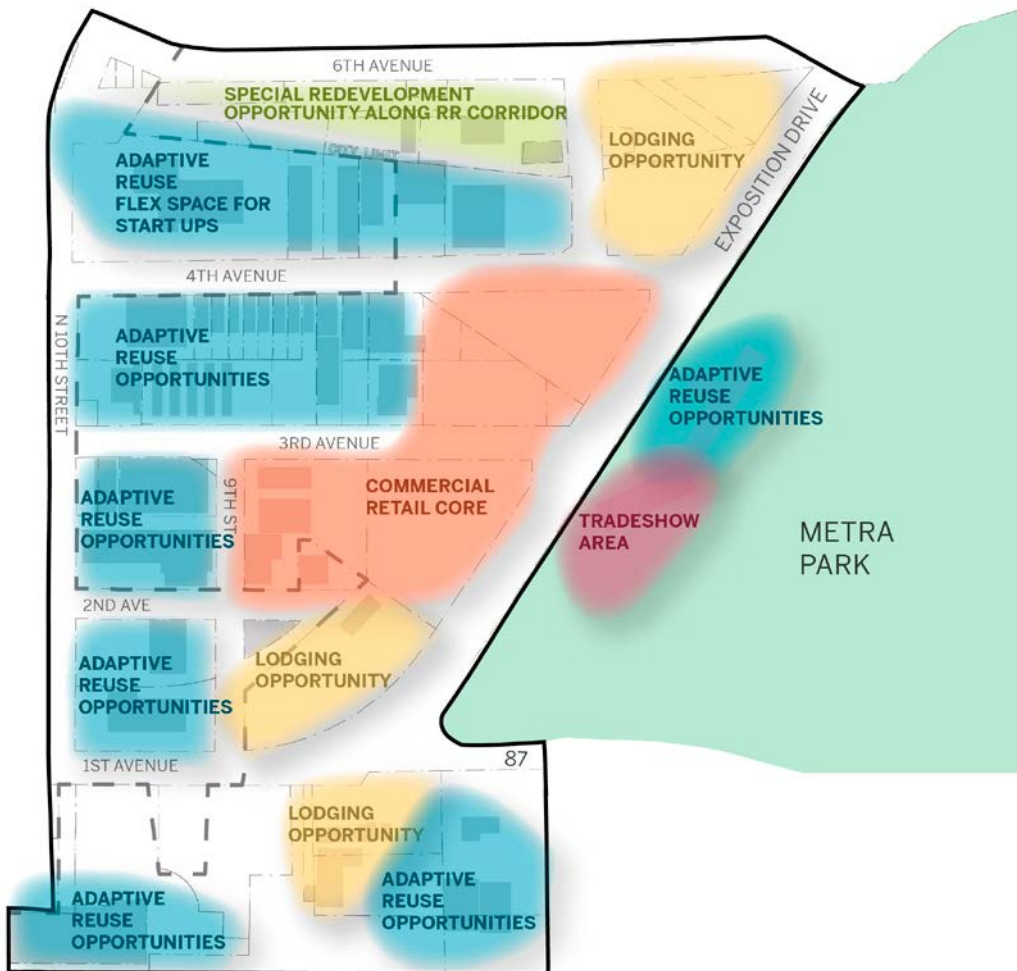 6TH AVENUE
SPECIAL REDEVELOPMENT
OPPORTUNITY ALONG RR CORRIDOR
CITY LIMIT
ADAPTIVE
REUSE
FLEX SPACE FOR
START UPS
LODGING
OPPORTUNITY
EXPOSITION DRIVE
4TH AVENUE
N 10TH STREET
ADAPTIVE
REUSE
OPPORTUNITIES
ADAPTIVE
REUSE
OPPORTUNITIES
3RD AVENUE
9TH ST
ADAPTIVE
REUSE
OPPORTUNITIES
COMMERCIAL
RETAIL CORE
TRADESHOW
AREA
METRA
PARK
2ND AVE
ADAPTIVE
REUSE
OPPORTUNITIES
LODGING
OPPORTUNITY
1ST AVENUE
87
LODGING
OPPORTUNITY
ADAPTIVE
REUSE
OPPORTUNITIES
ADAPTIVE
REUSE
OPPORTUNITIES